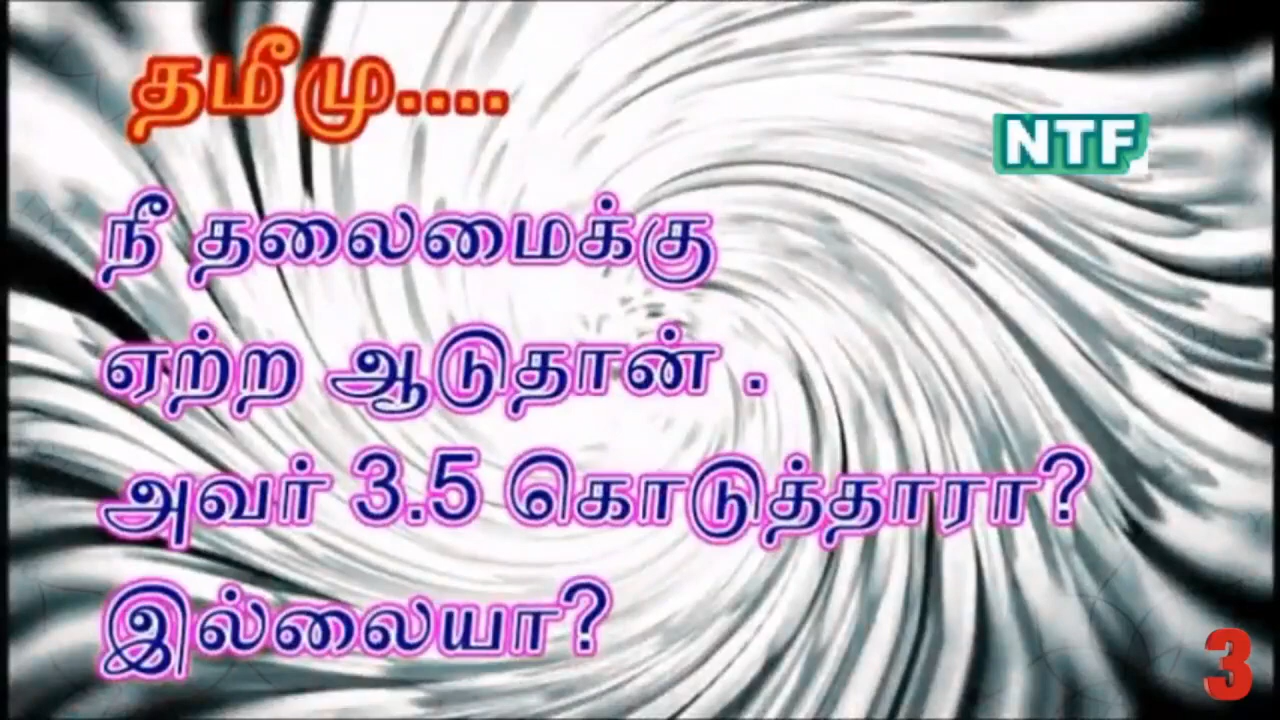 தமீமு....
NTF
நீ தலைமைக்கு
ஏற்ற ஆடுதான் .
அவர் 3.5 கொடுத்தாரா?
இல்லையா?
3